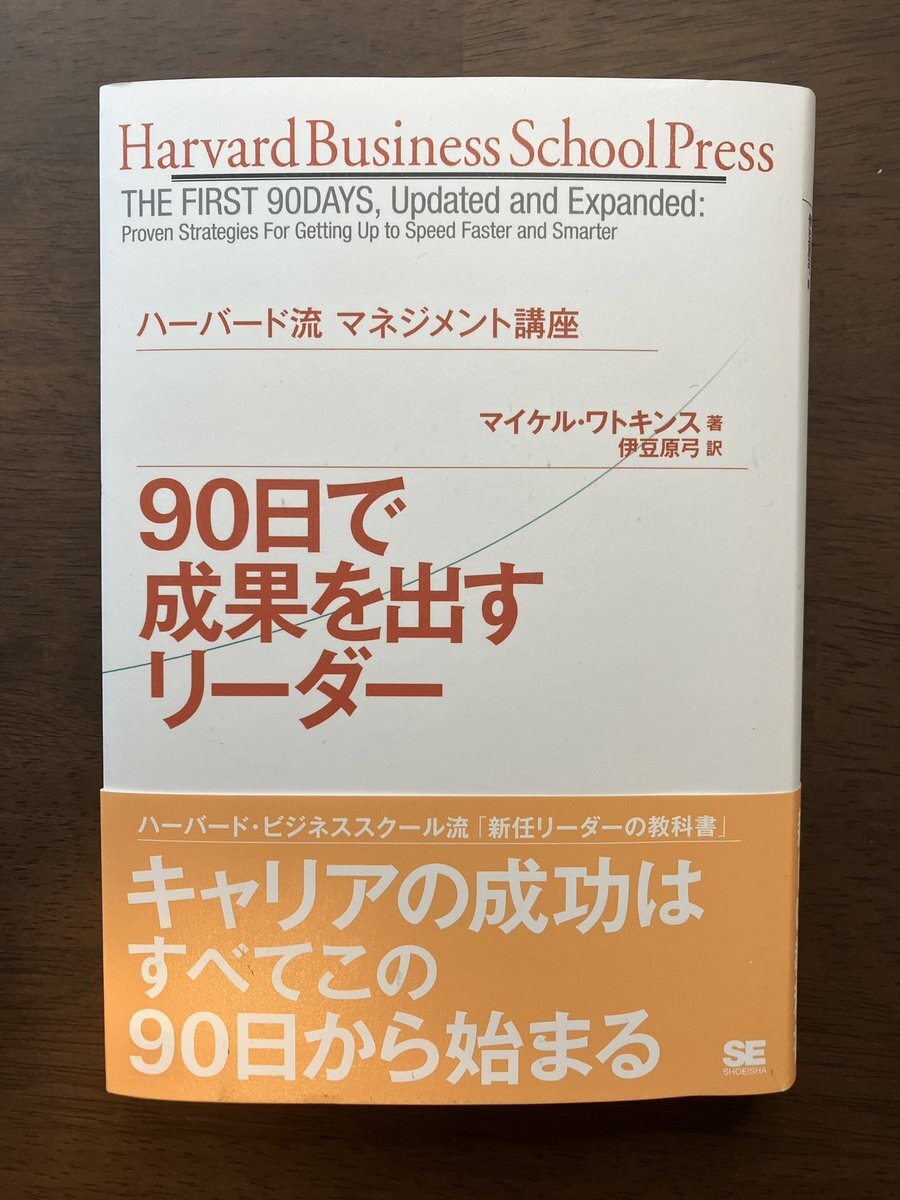 Harvard Business School Press
THE FIRST 90DAYS, Updated and Expanded:
Proven Strategies For Getting Up to Speed Faster and Smarter
ハーバード流 マネジメント講座
マイケル・ワトキンス 著
伊豆原弓 訳
90日で
成果を出す
リーダー
ハーバード・ビジネススクール流「新任リーダーの教科書」
キャリアの成功は
すべてこの
90日から始まる
SE
SHOEISHA